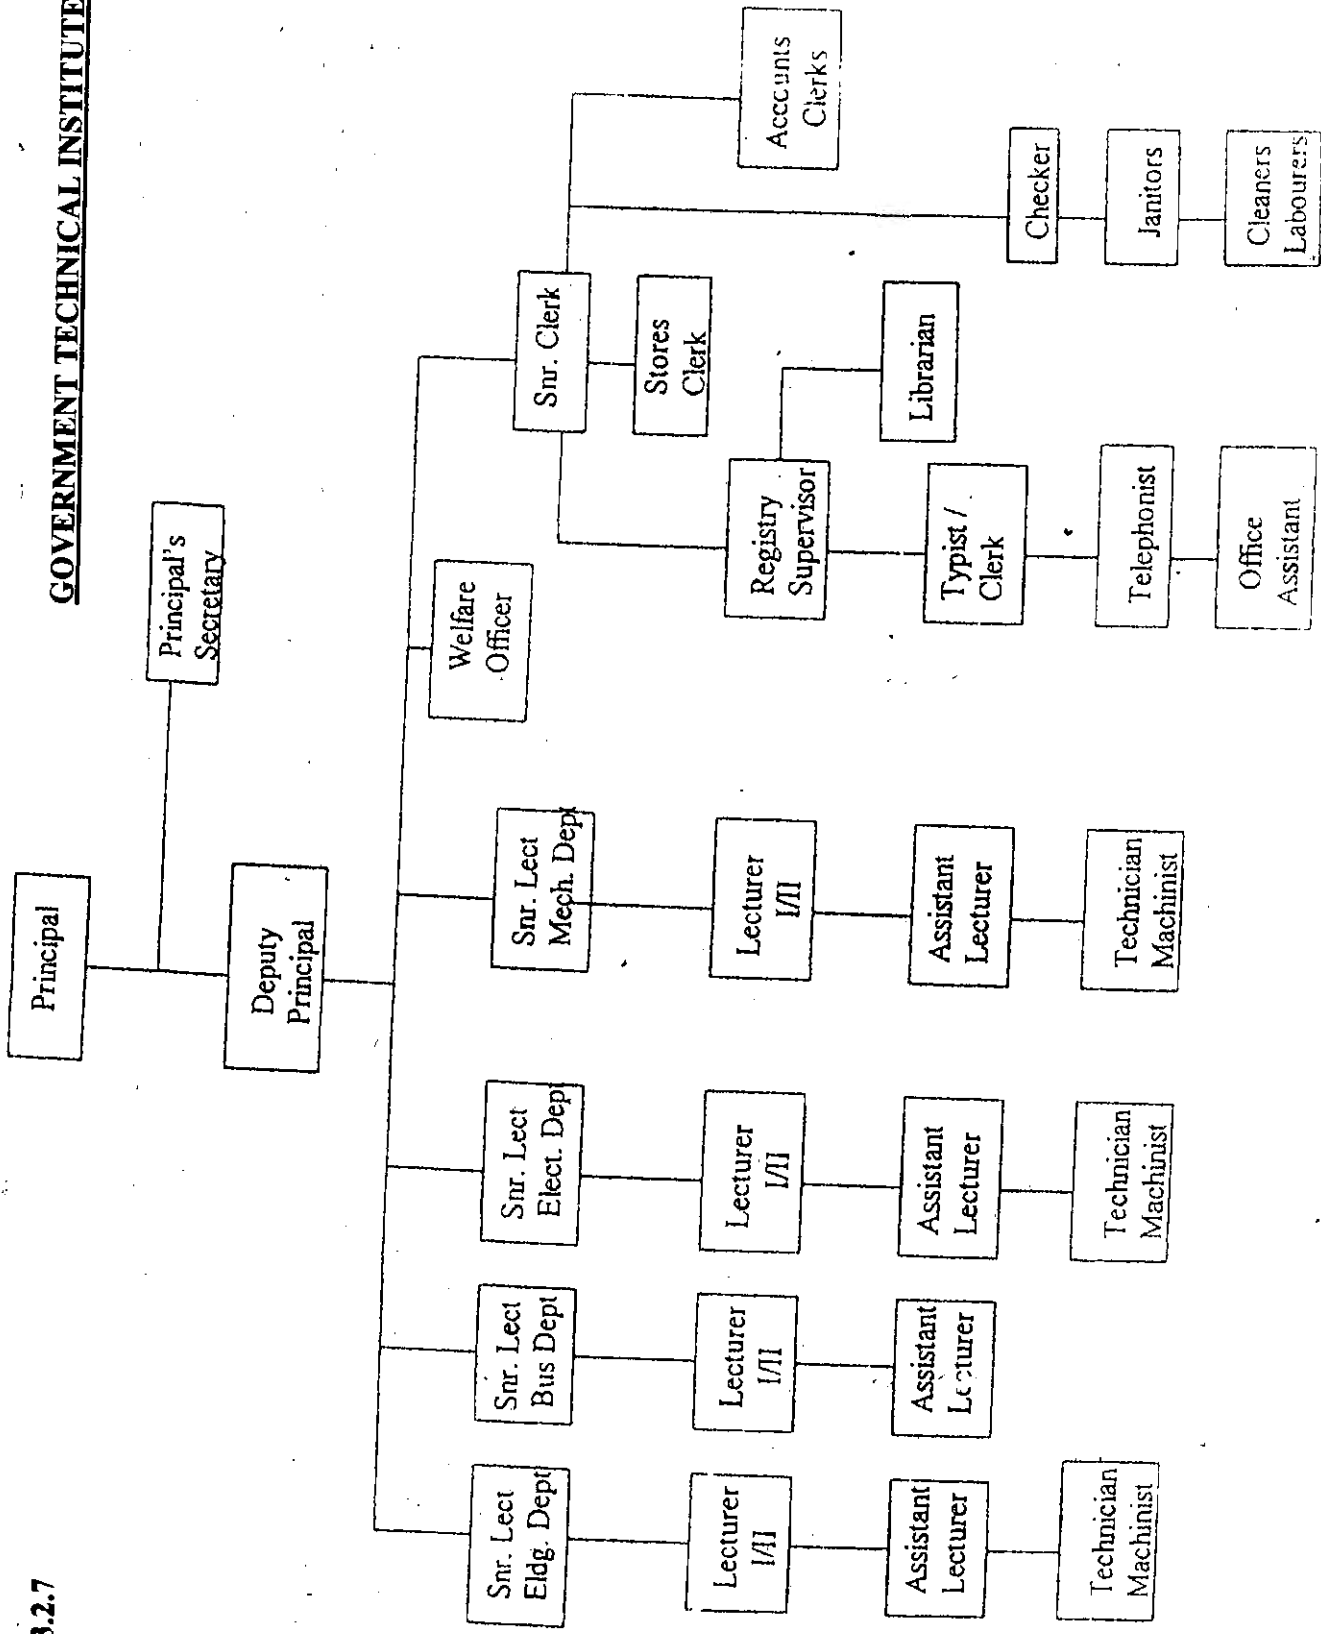 3.2.7
GOVERNMENT TECHNICAL INSTITUTE
Principal
Principal's
Secretary
Deputy
Principal
Snr. Lect
Eldg. Dept
Snr. Lect
Bus Dept
Snr. Lect
Elect. Dept
Snr. Lect
Mech. Dept
Welfare
Officer
Snr. Clerk
Lecturer
I/II
Lecturer
I/II
Lecturer
I/II
Lecturer
I/II
Stores
Clerk
Registry
Supervisor
Accounts
Clerks
Assistant
Lecturer
Assistant
Lecturer
Assistant
Lecturer
Assistant
Lecturer
Typist /
Clerk
Librarian
Checker
Technician
Machinist
Technician
Machinist
Technician
Machinist
Telephonist
Janitors
Office
Assistant
Cleaners
Labourers